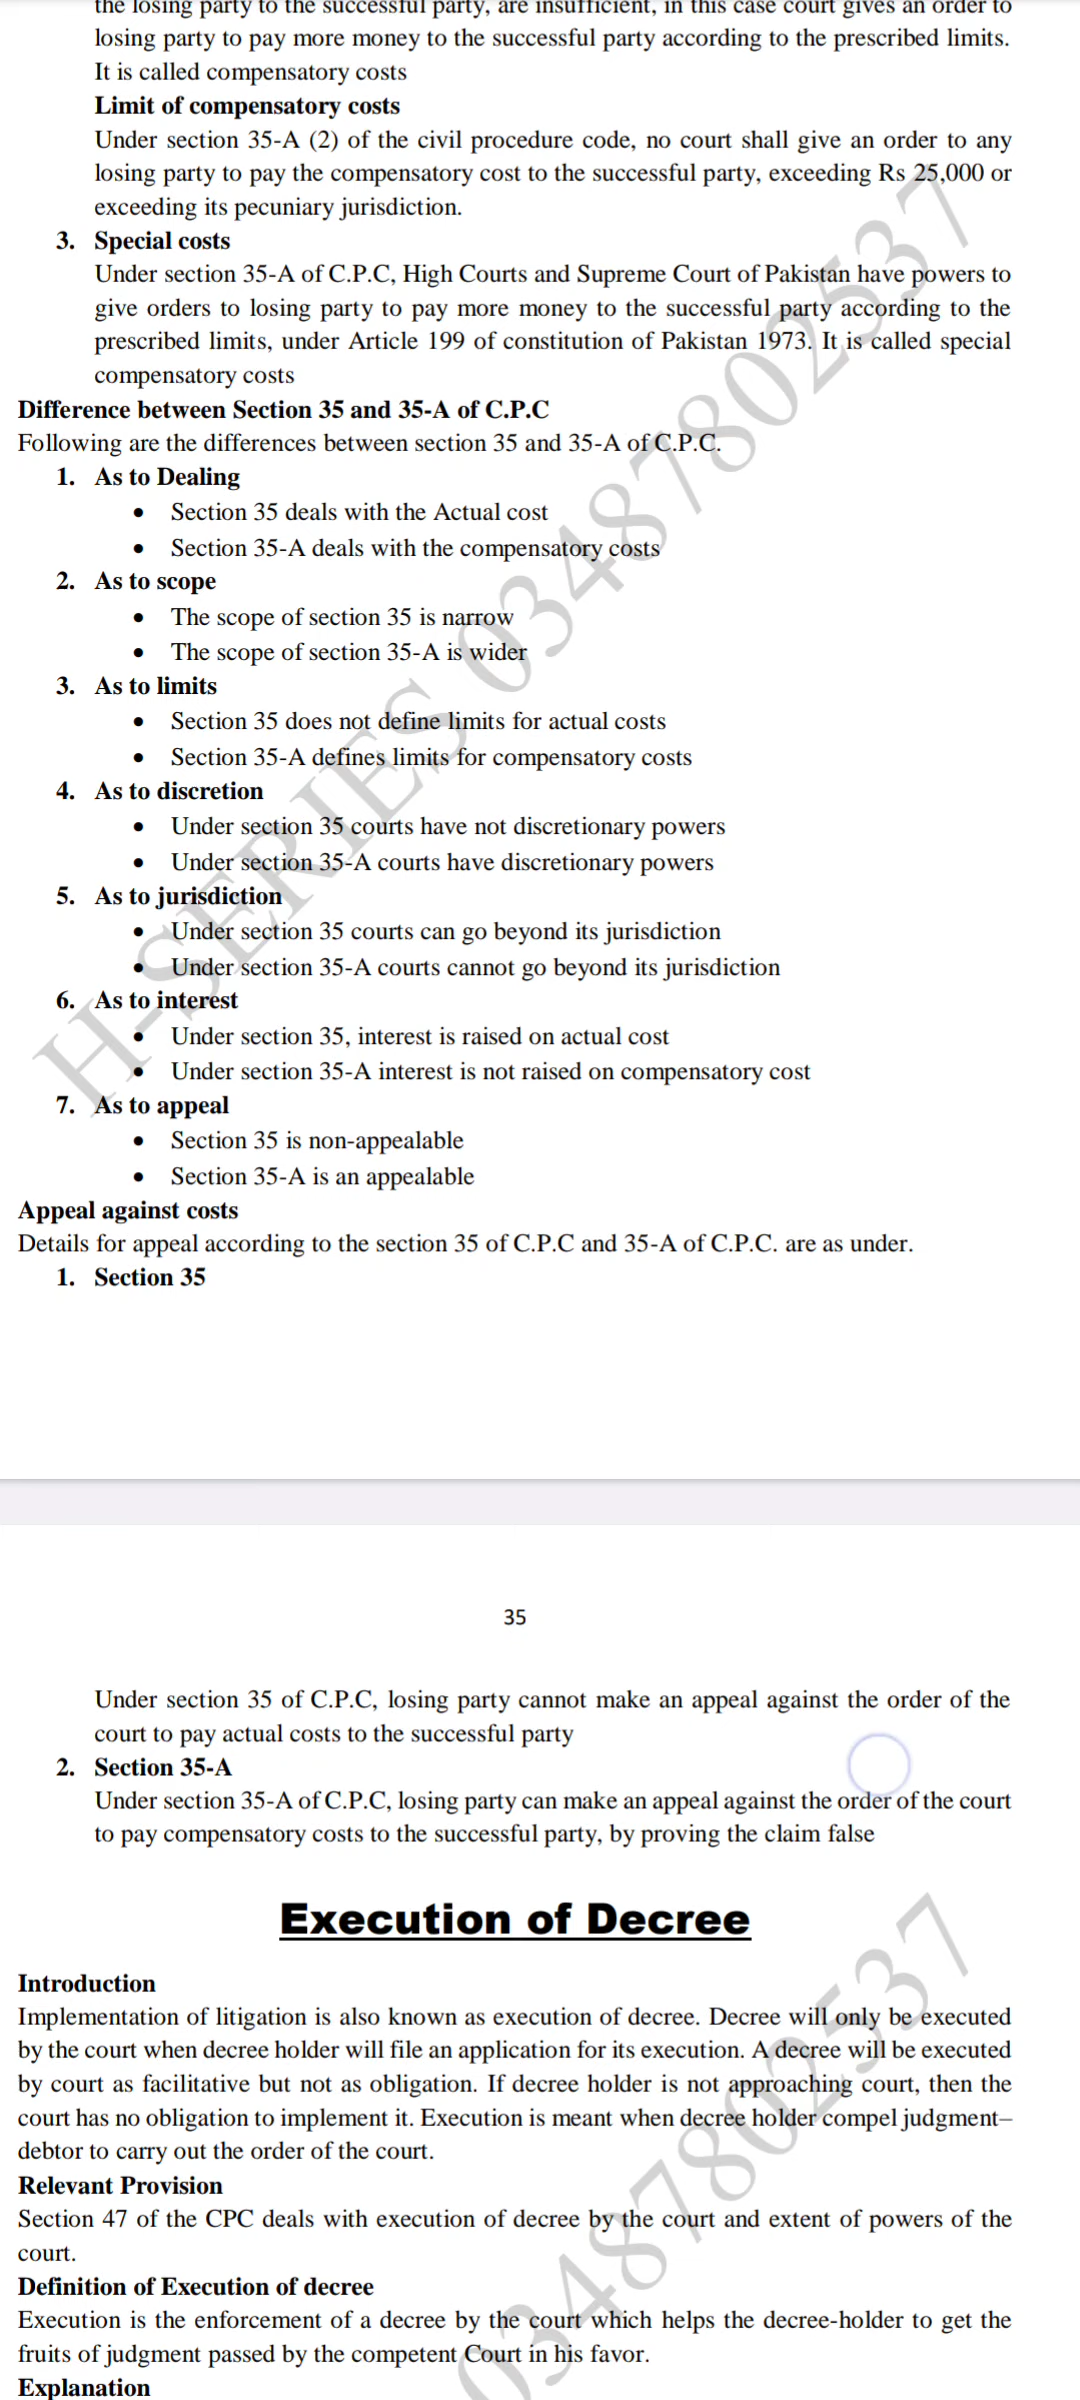 the losing party to the successful party, are insufficient, in this case court gives an order to
losing party to pay more money to the successful party according to the prescribed limits.
It is called compensatory costs
Limit of compensatory costs
Under section 35-A (2) of the civil procedure code, no court shall give an order to any
losing party to pay the compensatory cost to the successful party, exceeding Rs 25,000 or
exceeding its pecuniary jurisdiction.
3. Special costs
Under section 35-A of C.P.C, High Courts and Supreme Court of Pakistan have powers to
give orders to losing party to pay more money to the successful party according to the
prescribed limits, under Article 199 of constitution of Pakistan 1973. It is called special
compensatory costs
Difference between Section 35 and 35-A of C.P.C
Following are the differences between section 35 and 35-A of C.P.C.
1. As to Dealing
• Section 35 deals with the Actual cost
• Section 35-A deals with the compensatory costs
2. As to scope
• The scope of section 35 is narrow
• The scope of section 35-A is wider
3. As to limits
• Section 35 does not define limits for actual costs
• Section 35-A defines limits for compensatory costs
4. As to discretion
• Under section 35 courts have not discretionary powers
• Under section 35-A courts have discretionary powers
5. As to jurisdiction
• Under section 35 courts can go beyond its jurisdiction
• Under section 35-A courts cannot go beyond its jurisdiction
6. As to interest
• Under section 35, interest is raised on actual cost
• Under section 35-A interest is not raised on compensatory cost
7. As to appeal
• Section 35 is non-appealable
• Section 35-A is an appealable
Appeal against costs
Details for appeal according to the section 35 of C.P.C and 35-A of C.P.C. are as under.
1. Section 35
H-SERIES 03487802537
35
Under section 35 of C.P.C, losing party cannot make an appeal against the order of the
court to pay actual costs to the successful party
2. Section 35-A
Under section 35-A of C.P.C, losing party can make an appeal against the order of the court
to pay compensatory costs to the successful party, by proving the claim false
Execution of Decree
Introduction
Implementation of litigation is also known as execution of decree. Decree will only be executed
by the court when decree holder will file an application for its execution. A decree will be executed
by court as facilitative but not as obligation. If decree holder is not approaching court, then the
court has no obligation to implement it. Execution is meant when decree holder compel judgment–
debtor to carry out the order of the court.
Relevant Provision
Section 47 of the CPC deals with execution of decree by the court and extent of powers of the
court.
Definition of Execution of decree
Execution is the enforcement of a decree by the court which helps the decree-holder to get the
fruits of judgment passed by the competent Court in his favor.
Explanation
03487802537